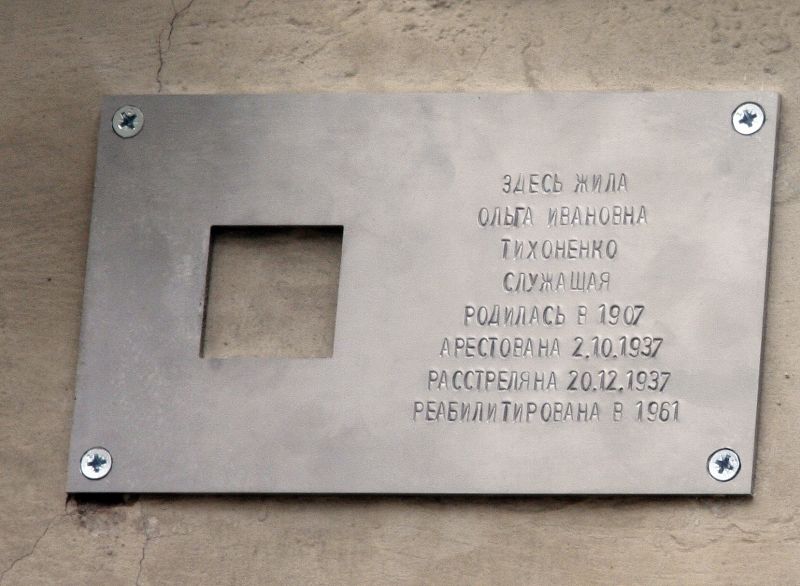 ЗДЕСЬ ЖИЛА
ОЛЬГА ИВАНОВНА
ТИХОНЕНКО
СЛУЖАЩАЯ
РОДИЛАСЬ В 1907
АРЕСТОВАНА 2.10.1937
РАССТРЕЛЯНА 20.12.1937
РЕАБИЛИТИРОВАНА В 1961